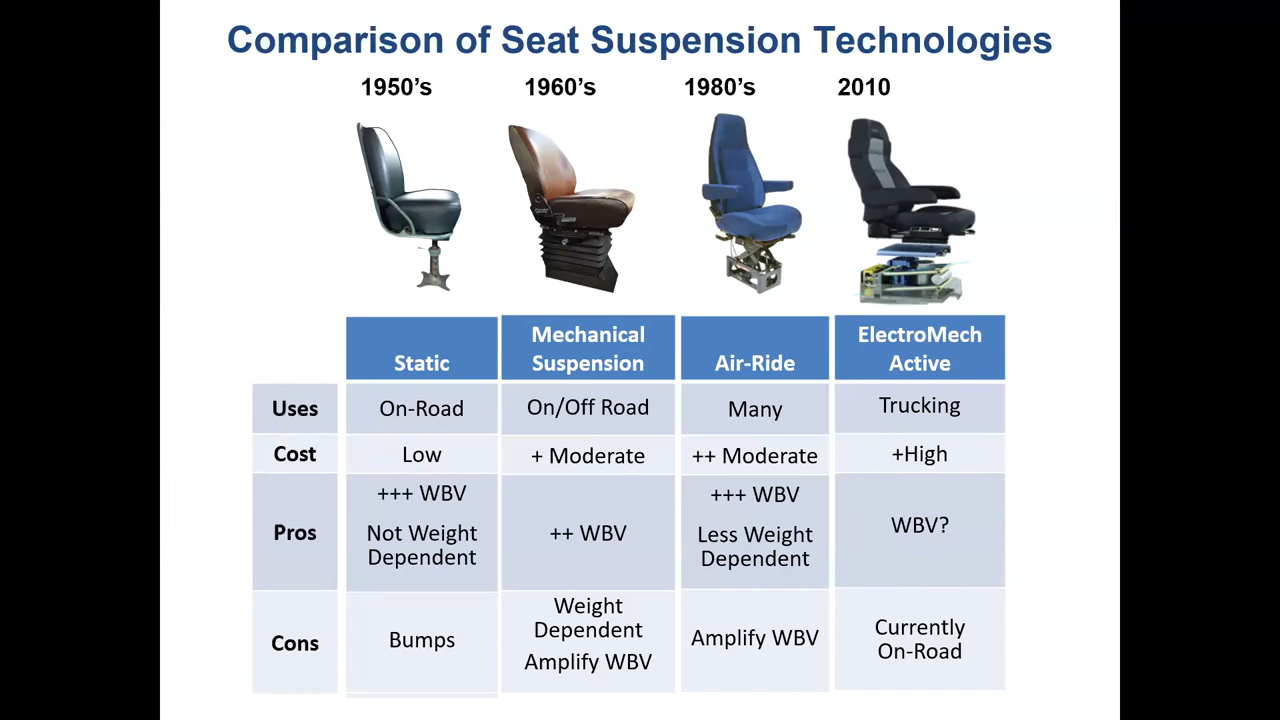 Comparison of Seat Suspension Technologies
1950's
1960's
1980's
2010
Static
Mechanical
Suspension
Air-Ride
ElectroMech
Active
Uses
On-Road
On/Off Road
Many
Trucking
Cost
Low
+ Moderate
++ Moderate
+High
Pros
+++ WBV
Not Weight
Dependent
++ WBV
+++ WBV
Less Weight
Dependent
WBV?
Cons
Bumps
Weight
Dependent
Amplify WBV
Amplify WBV
Currently
On-Road